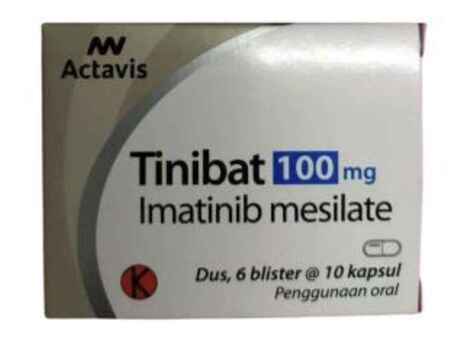 Actavis
Tinibat 100 mg
Imatinib mesilate
Dus, 6 blister @ 10 kapsul
Penggunaan oral
K